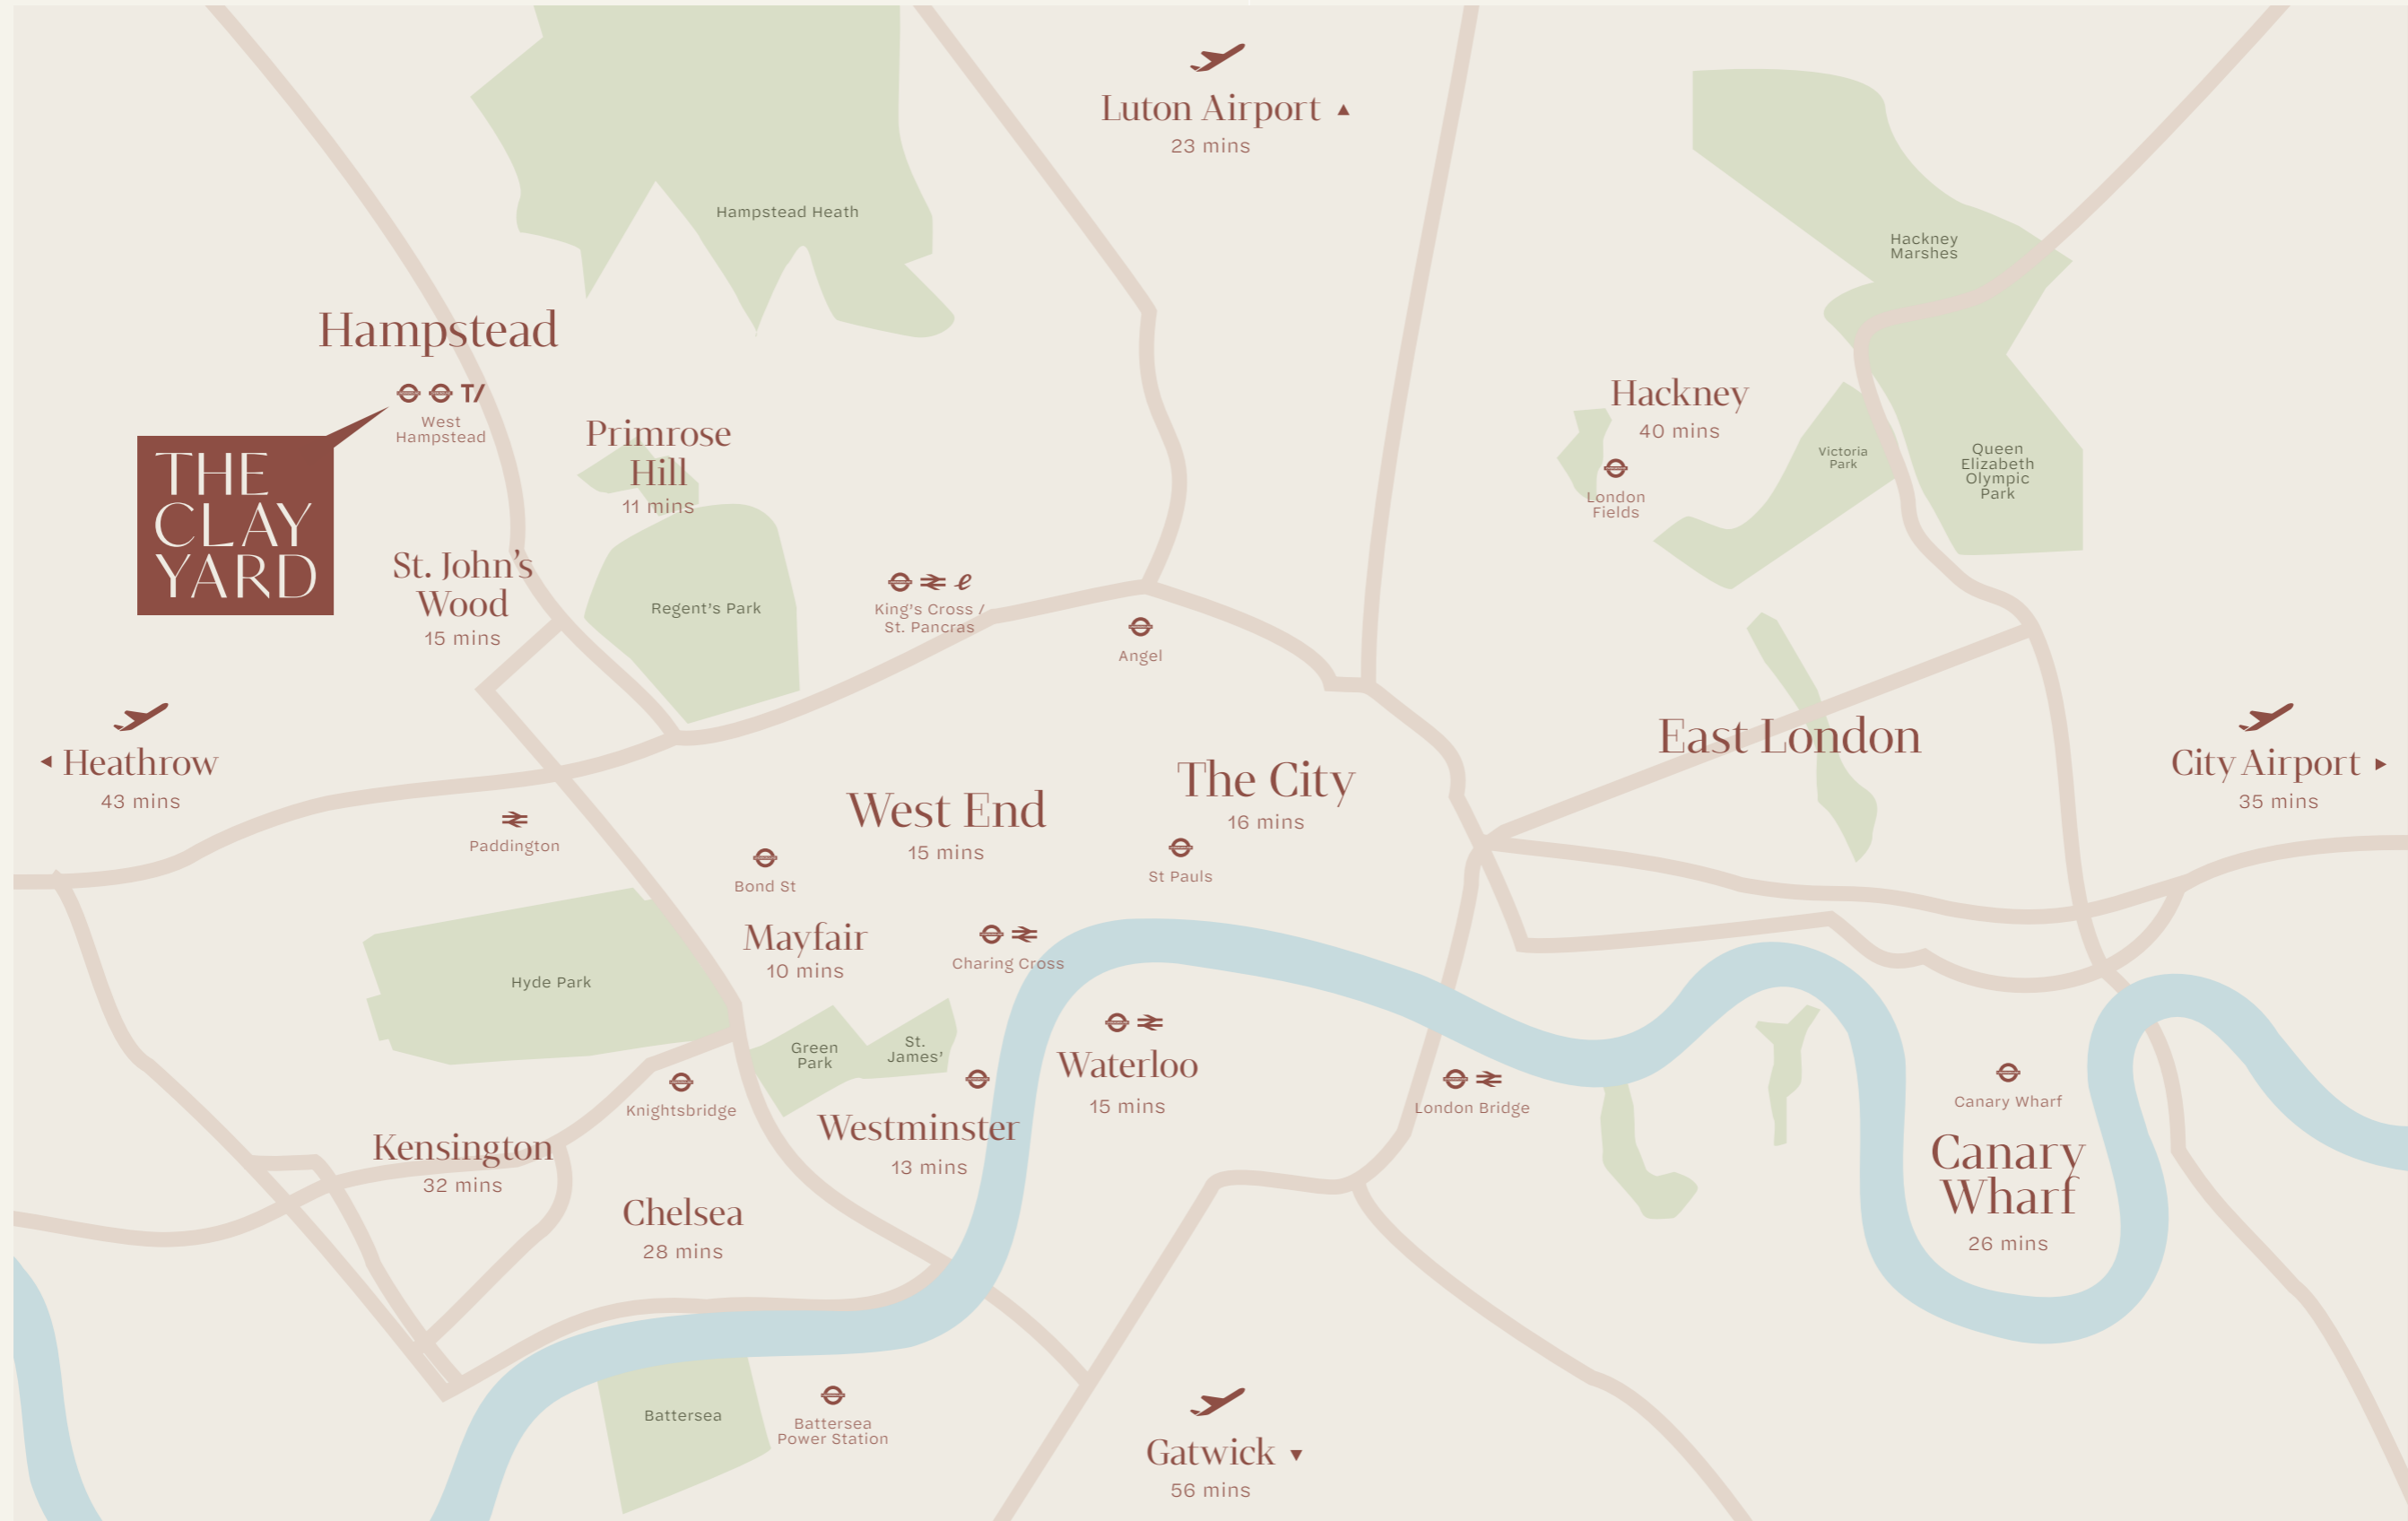 Luton Airport ▲
23 mins
Hampstead Heath
Hackney
Marshes
Hampstead
T/
West
Hampstead
THE
CLAY
YARD
Primrose
Hill
11 mins
Hackney
40 mins
London
Fields
Victoria
Park
Queen
Elizabeth
Olympic
Park
St. John's
Wood
15 mins
Regent's Park
King's Cross /
St. Pancras
Angel
◄ Heathrow
43 mins
East London
City Airport ►
35 mins
Paddington
West End
15 mins
The City
16 mins
Bond St
St Pauls
Mayfair
10 mins
Charing Cross
Hyde Park
Green
Park
St.
James'
Waterloo
15 mins
Knightsbridge
London Bridge
Canary Wharf
Kensington
32 mins
Westminster
13 mins
Canary
Wharf
26 mins
Chelsea
28 mins
Battersea
Battersea
Power Station
Gatwick ▼
56 mins